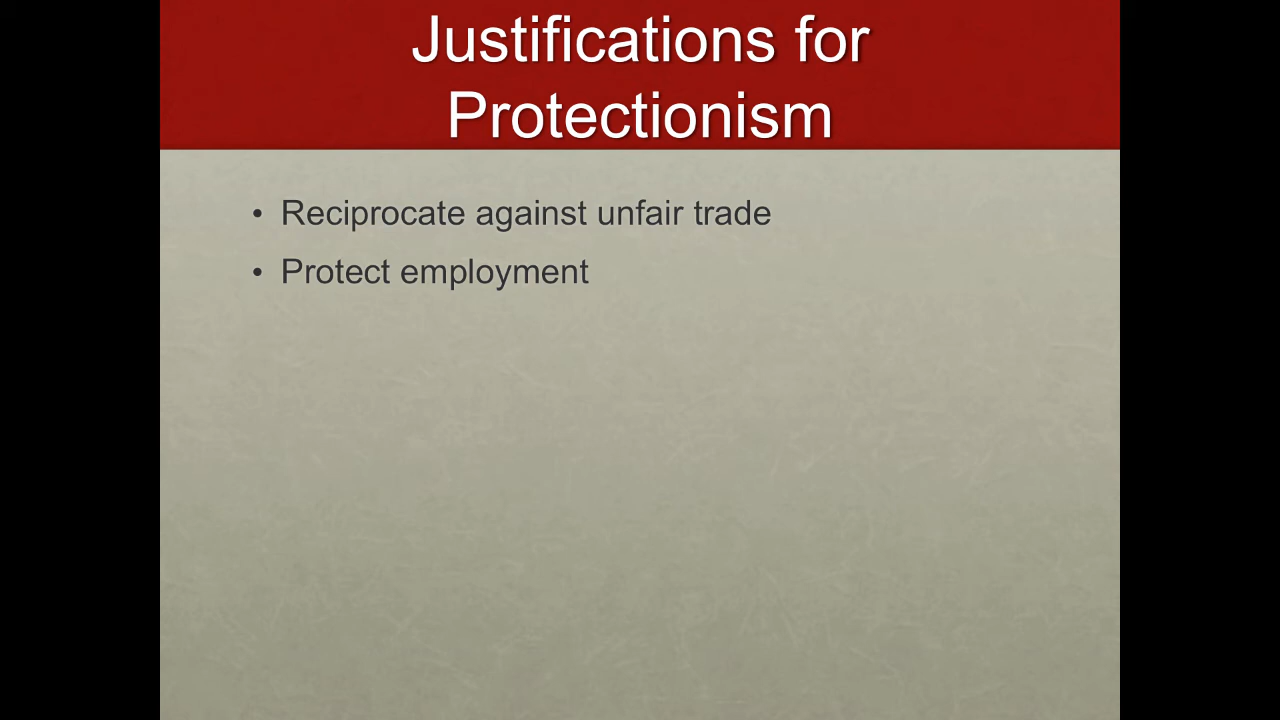 Justifications for
Protectionism
• Reciprocate against unfair trade
• Protect employment